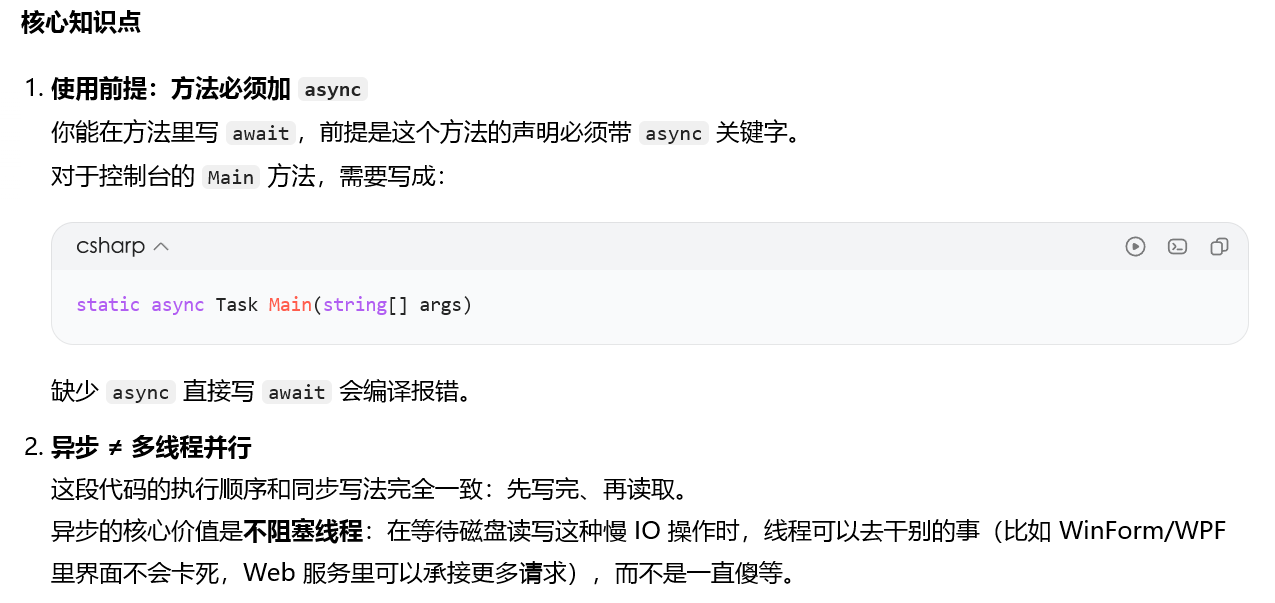 核心知识点
1. 使用前提：方法必须加 async
你能在方法里写 await，前提是这个方法的声明必须带 async 关键字。
对于控制台的 Main 方法，需要写成：
csharp
static async Task Main(string[] args)
缺少 async 直接写 await 会编译报错。
2. 异步 ≠ 多线程并行
这段代码的执行顺序和同步写法完全一致：先写完、再读取。
异步的核心价值是不阻塞线程：在等待磁盘读写这种慢 IO 操作时，线程可以去干别的事（比如 WinForm/WPF
里界面不会卡死，Web 服务里可以承接更多请求），而不是一直傻等。